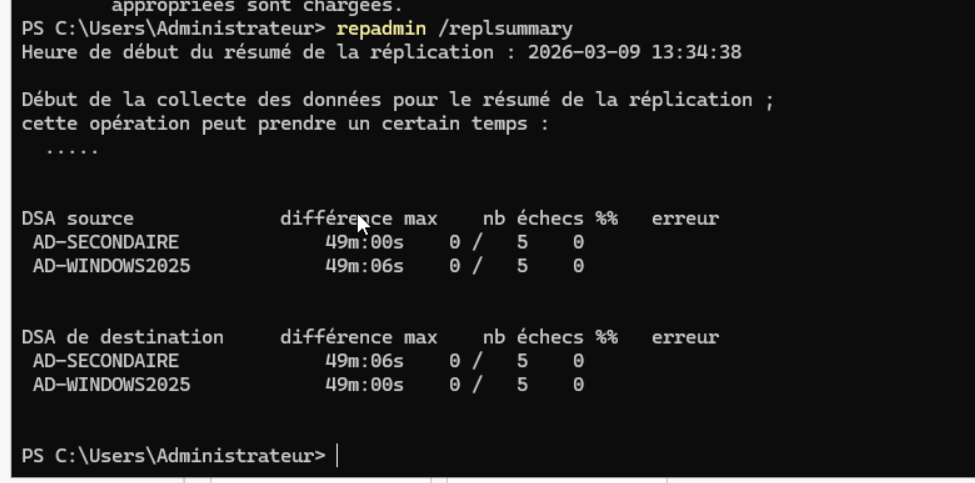 appropriées sont chargées.
PS C:\Users\Administrateur> repadmin /replsummary
Heure de début du résumé de la réplication : 2026-03-09 13:34:38
Début de la collecte des données pour le résumé de la réplication ;
cette opération peut prendre un certain temps :
.....
DSA source différence max nb échecs %% erreur
AD-SECONDAIRE 49m:00s 0 / 5 0
AD-WINDOWS2025 49m:06s 0 / 5 0
DSA de destination différence max nb échecs %% erreur
AD-SECONDAIRE 49m:06s 0 / 5 0
AD-WINDOWS2025 49m:00s 0 / 5 0
PS C:\Users\Administrateur>